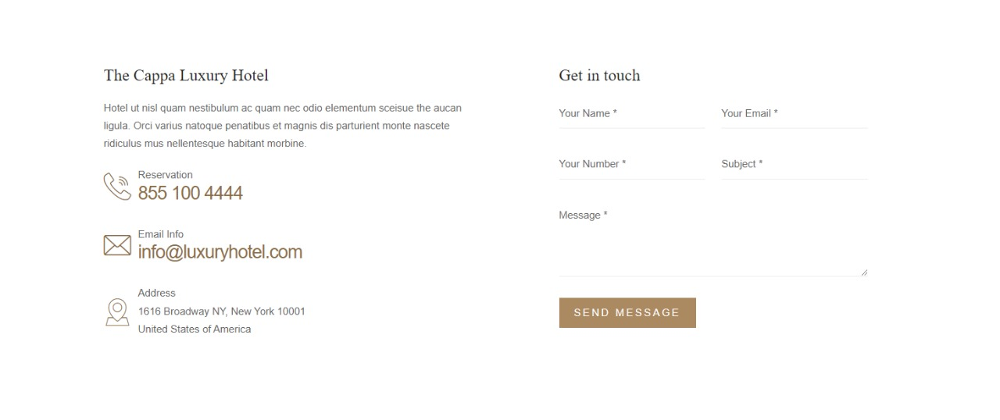 The Cappa Luxury Hotel
Hotel ut nisl quam nestibulum ac quam nec odio elementum sceisue the aucan
ligula. Orci varius natoque penatibus et magnis dis parturient monte nascete
ridiculus mus nellentesque habitant morbine.
Reservation
855 100 4444
Email Info
info@luxuryhotel.com
Address
1616 Broadway NY, New York 10001
United States of America
Get in touch
Your Name *
Your Email *
Your Number *
Subject *
Message *
SEND MESSAGE